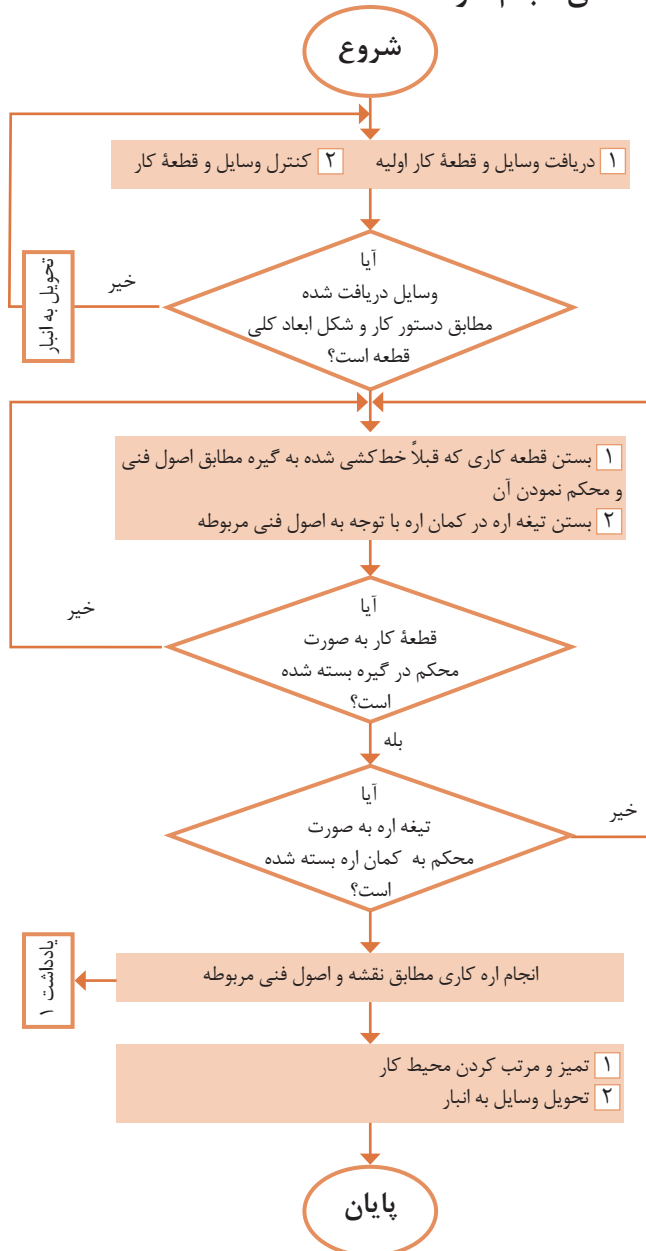 شروع
۱ دریافت وسایل و قطعهٔ کار اولیه ۲ کنترل وسایل و قطعهٔ کار
آیا
وسایل دریافت شده
مطابق دستور کار و شکل ابعاد کلی
قطعه است؟
خیر
تحویل به انبار
۱ بستن قطعه کاری که قبلاً خط‌کشی شده به گیره مطابق اصول فنی
و محکم نمودن آن
۲ بستن تیغه اره در کمان اره با توجه به اصول فنی مربوطه
آیا
قطعهٔ کار به صورت
محکم در گیره بسته شده
است؟
خیر
بله
آیا
تیغه اره به صورت
محکم به کمان اره بسته شده
است؟
خیر
انجام اره کاری مطابق نقشه و اصول فنی مربوطه
یادداشت ۱
۱ تمیز و مرتب کردن محیط کار
۲ تحویل وسایل به انبار
پایان